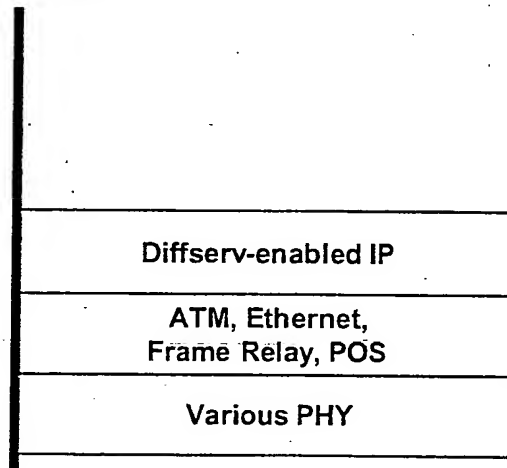 Diffserv-enabled IP
ATM, Ethernet,
Frame Relay, POS
Various PHY